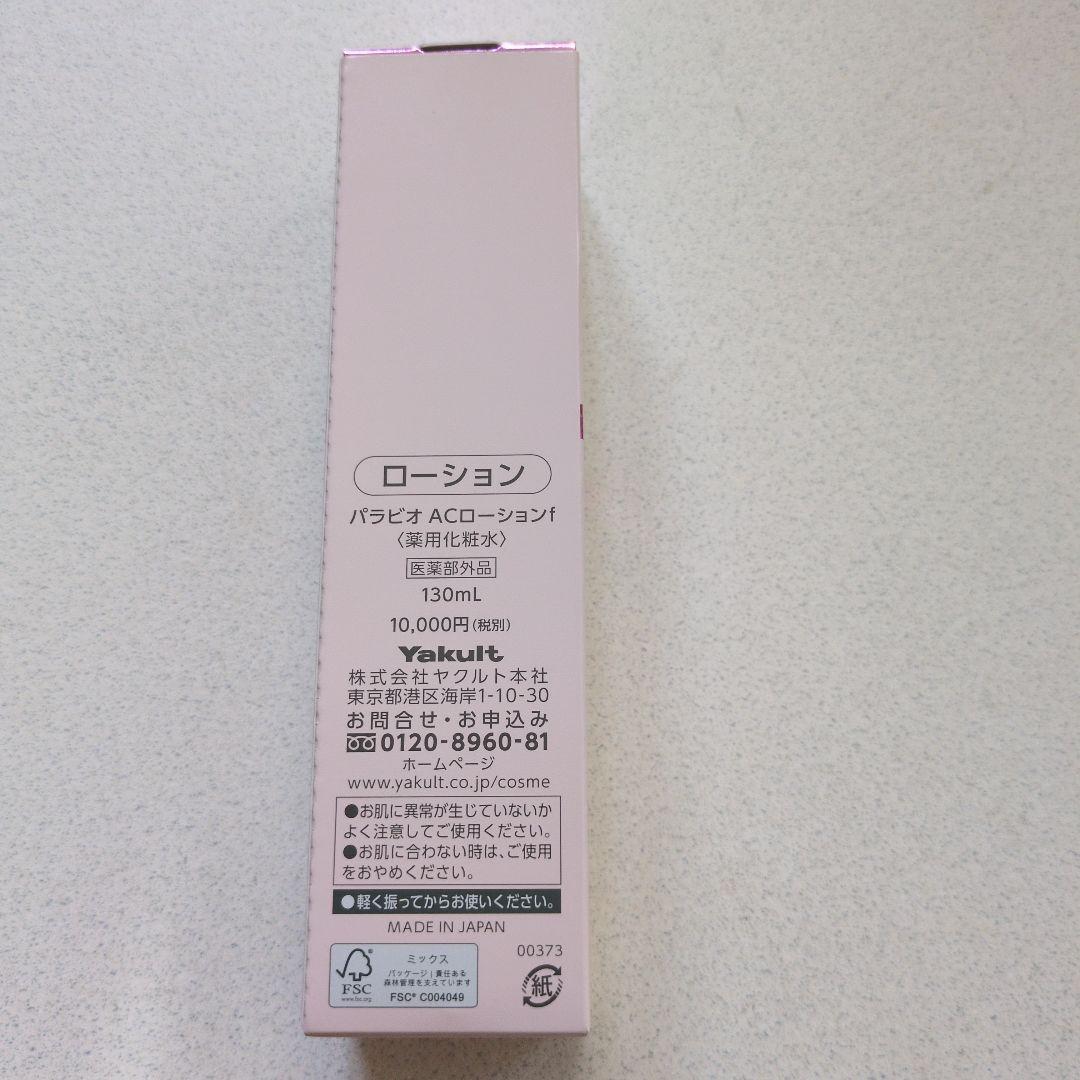 ローション
パラビオ ACローションf
〈薬用化粧水〉
医薬部外品
130mL
10,000円(税別)
Yakult
株式会社ヤクルト本社
東京都港区海岸1-10-30
お問合せ・お申込み
0120-8960-81
ホームページ
www.yakult.co.jp/cosme
●お肌に異常が生じていないか
よく注意してご使用ください。
●お肌に合わない時は、ご使用
をおやめください。
●軽く振ってからお使いください。
MADE IN JAPAN
00373
FSC®
www.fsc.org
ミックス
パッケージ|責任ある
森林管理を支えています
FSC® C004049
紙